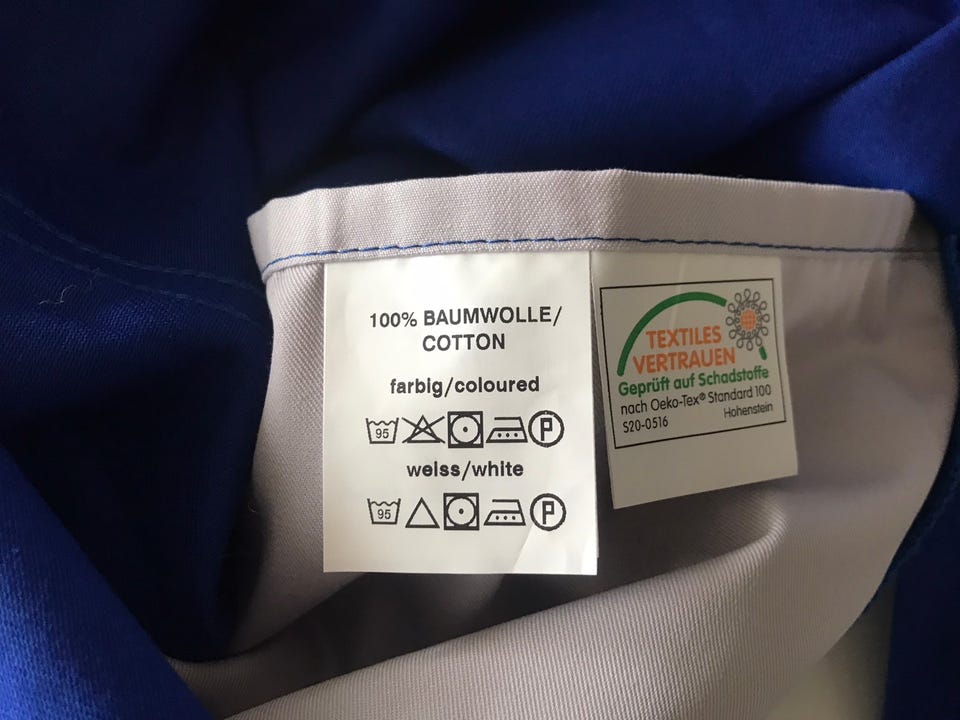 100% BAUMWOLLE/
COTTON
farbig/coloured
95 P
weiss/white
95 P
TEXTILES
VERTRAUEN
Geprüft auf Schadstoffe
nach Oeko-Tex® Standard 100
Hohenstein
S20-0516